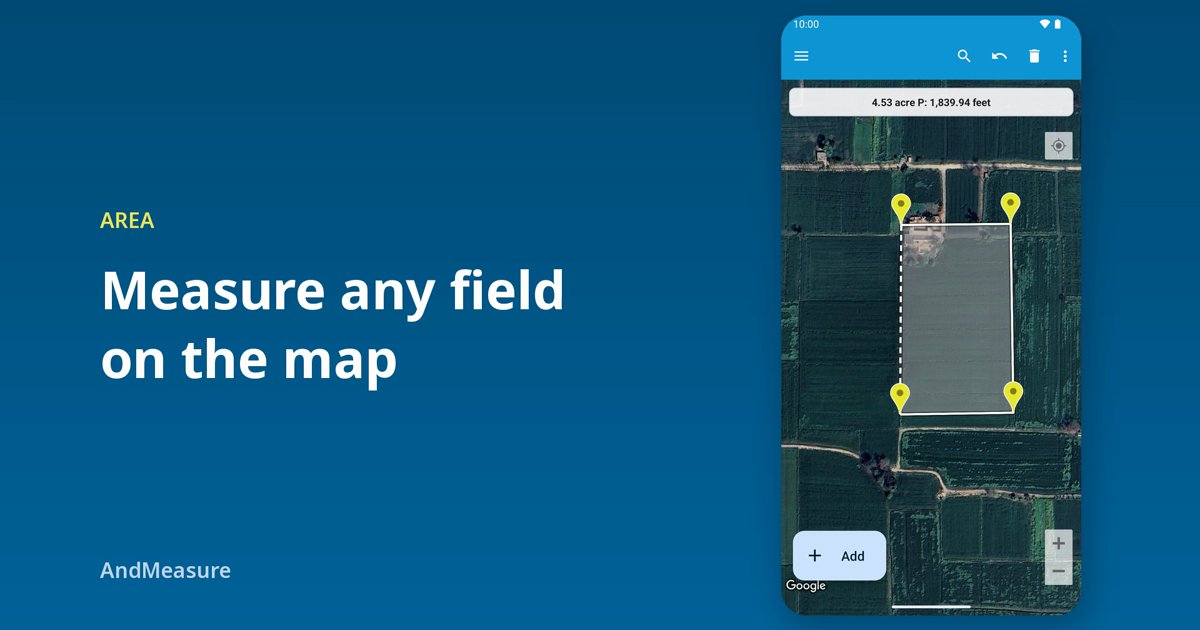 AREA
Measure any field
on the map
AndMeasure
10:00
4.53 acre P: 1,839.94 feet
Add
Google